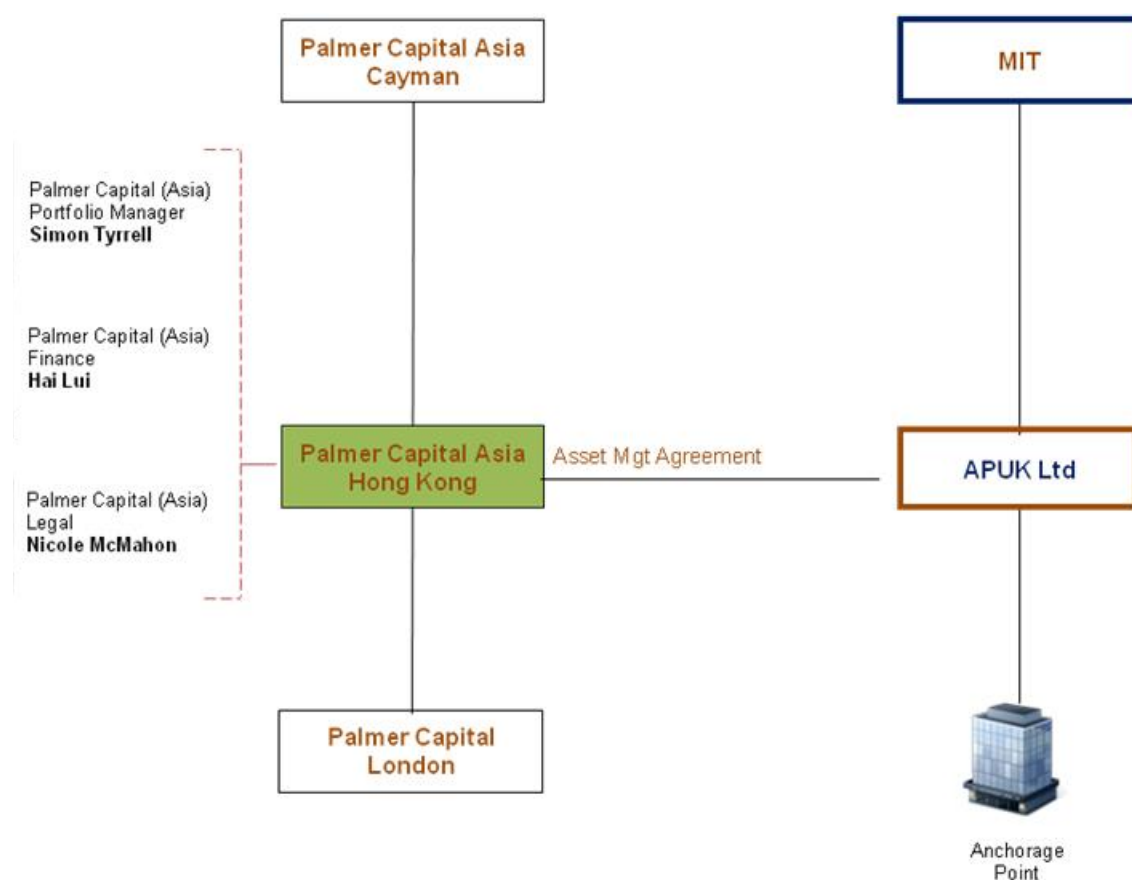 Palmer Capital Asia
Cayman
MIT
Palmer Capital (Asia)
Portfolio Manager
Simon Tyrrell
Palmer Capital (Asia)
Finance
Hai Lui
Palmer Capital Asia
Hong Kong
Asset Mgt Agreement
APUK Ltd
Palmer Capital (Asia)
Legal
Nicole McMahon
Palmer Capital
London
Anchorage
Point